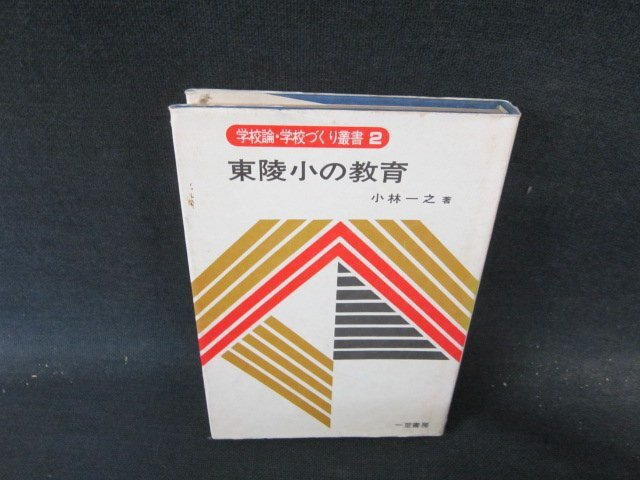 学校論・学校づくり叢書2
東陵小の教育
小林一之 著
一莖書房